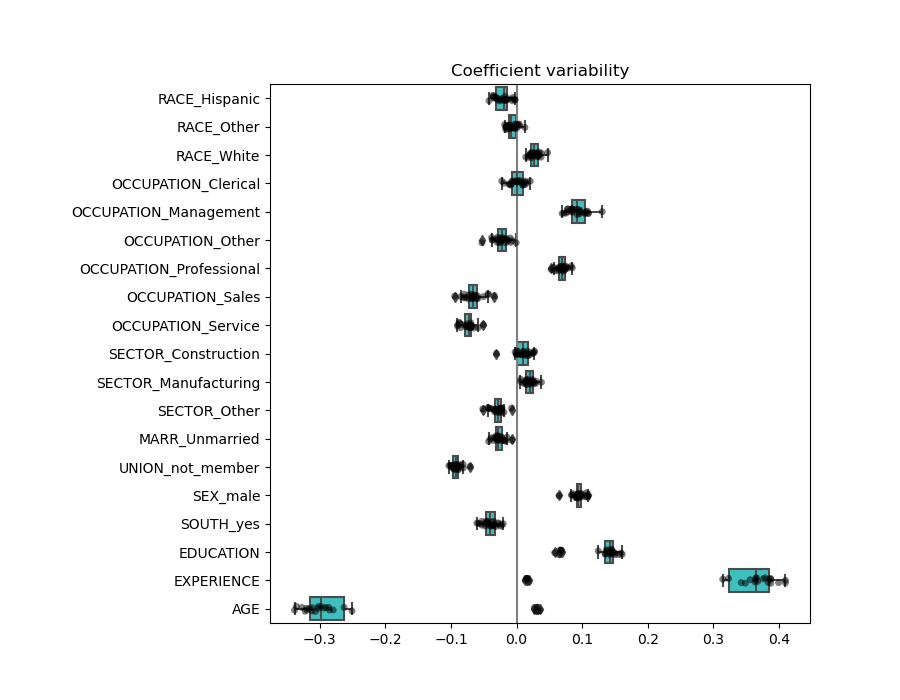 Coefficient variability
RACE_Hispanic
RACE_Other
RACE_White
OCCUPATION_Clerical
OCCUPATION_Management
OCCUPATION_Other
OCCUPATION_Professional
OCCUPATION_Sales
OCCUPATION_Service
SECTOR_Construction
SECTOR_Manufacturing
SECTOR_Other
MARR_Unmarried
UNION_not_member
SEX_male
SOUTH_yes
EDUCATION
EXPERIENCE
AGE
−0.3 −0.2 −0.1 0.0 0.1 0.2 0.3 0.4